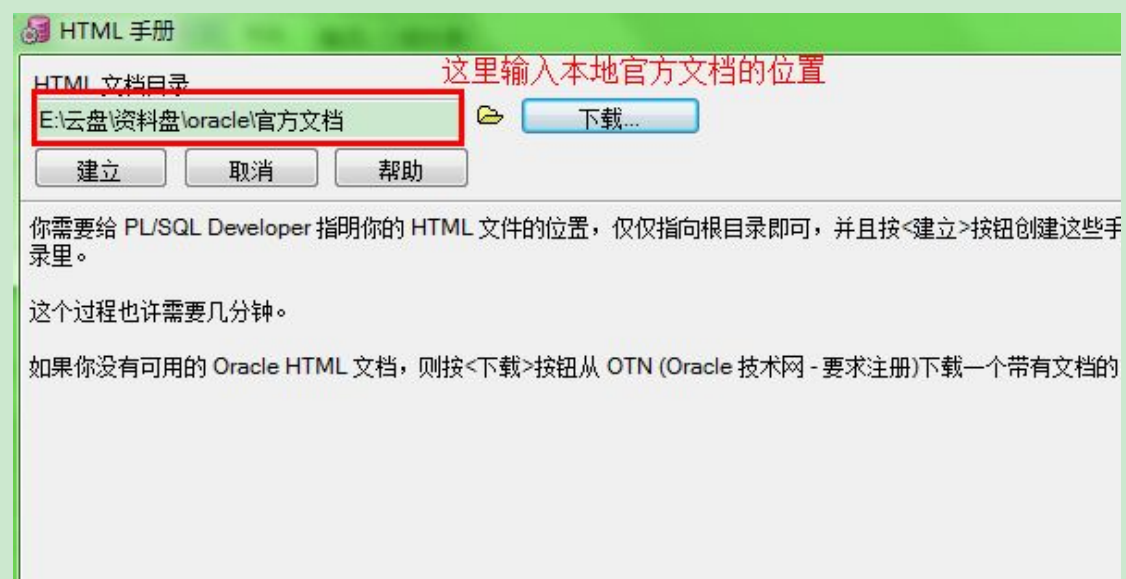 HTML 手册
这里输入本地官方文档的位置
HTML 文档目录
E:\云盘\资料盘\oracle\官方文档
下载...
建立 取消 帮助
你需要给 PL/SQL Developer 指明你的 HTML 文件的位置，仅仅指向根目录即可，并且按<建立>按钮创建这些手
录里。
这个过程也许需要几分钟。
如果你没有可用的 Oracle HTML 文档，则按<下载>按钮从 OTN (Oracle 技术网 - 要求注册)下载一个带有文档的